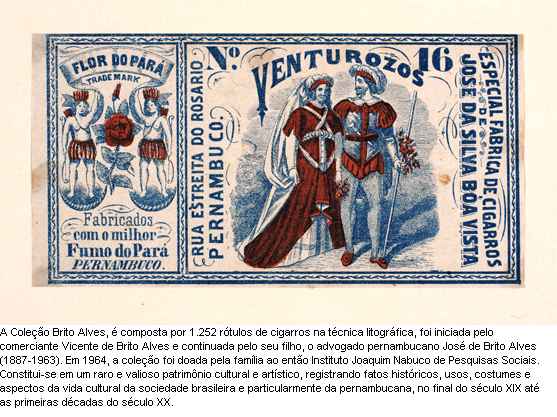 FLOR DO PARÁ
TRADE MARK
Fabricados
com o milhor
Fumo do Pará
PERNAMBUCO.
RUA ESTREITA DO ROSARIO
PERNAMBUCO.
Nº 16
VENTUROZOS
ESPECIAL FABRICA DE CIGARROS
DE
JOSE DA SILVA BOA VISTA
A Coleção Brito Alves, é composta por 1.252 rótulos de cigarros na técnica litográfica, foi iniciada pelo
comerciante Vicente de Brito Alves e continuada pelo seu filho, o advogado pernambucano José de Brito Alves
(1887-1963). Em 1964, a coleção foi doada pela família ao então Instituto Joaquim Nabuco de Pesquisas Sociais.
Constitui-se em um raro e valioso patrimônio cultural e artístico, registrando fatos históricos, usos, costumes e
aspectos da vida cultural da sociedade brasileira e particularmente da pernambucana, no final do século XIX até
as primeiras décadas do século XX.